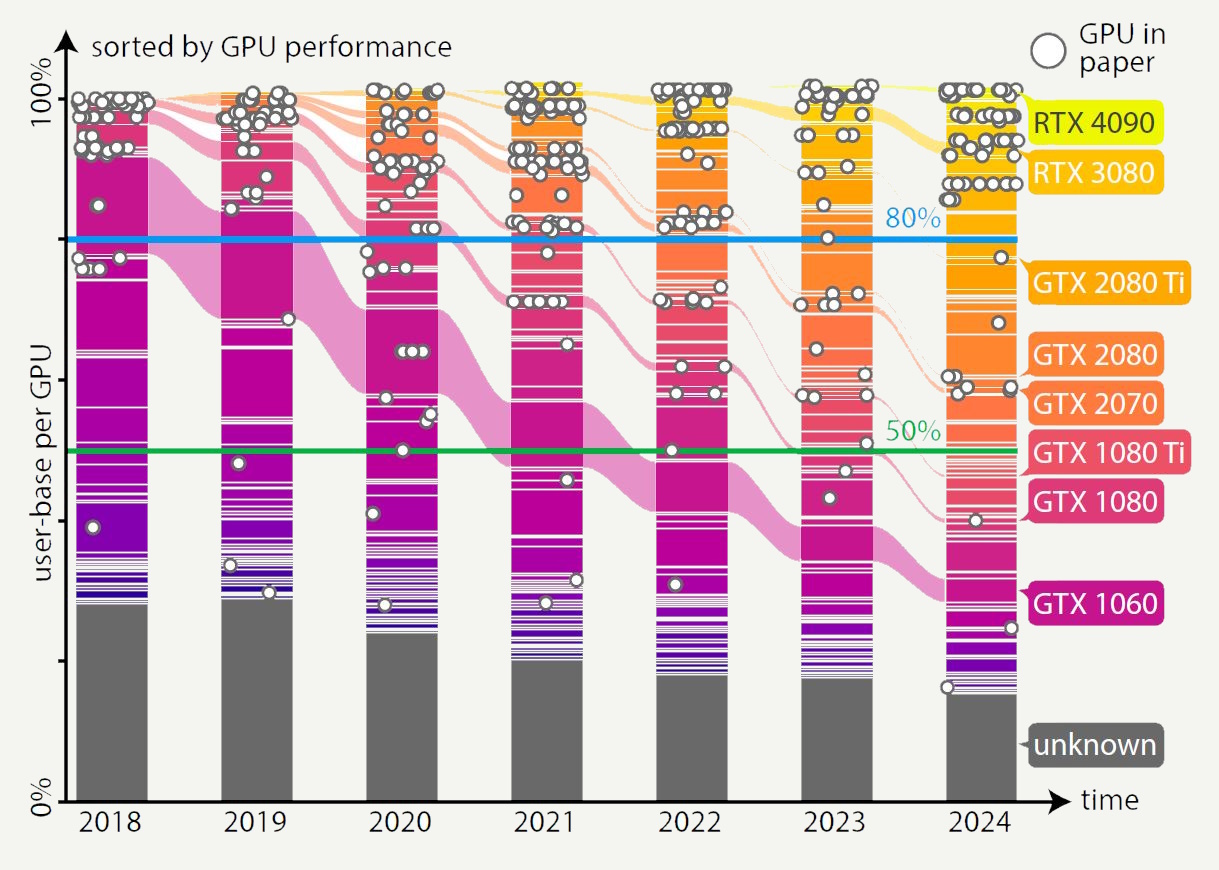 sorted by GPU performance
GPU in
paper
100%
RTX 4090
RTX 3080
80%
GTX 2080 Ti
GTX 2080
GTX 2070
50%
GTX 1080 Ti
GTX 1080
GTX 1060
user-base per GPU
unknown
0%
time
2018 2019 2020 2021 2022 2023 2024